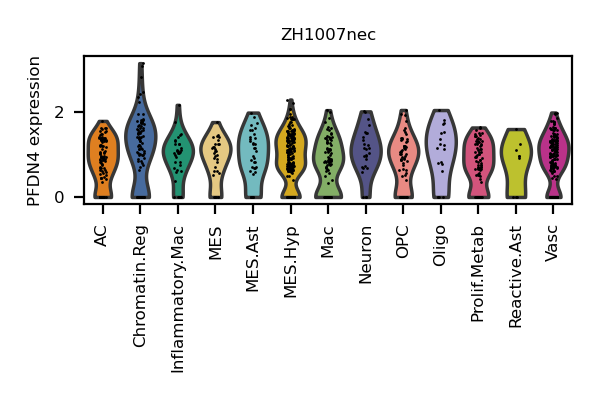 ZH1007nec
PFDN4 expression
2
0
AC
Chromatin.Reg
Inflammatory.Mac
MES
MES.Ast
MES.Hyp
Mac
Neuron
OPC
Oligo
Prolif.Metab
Reactive.Ast
Vasc